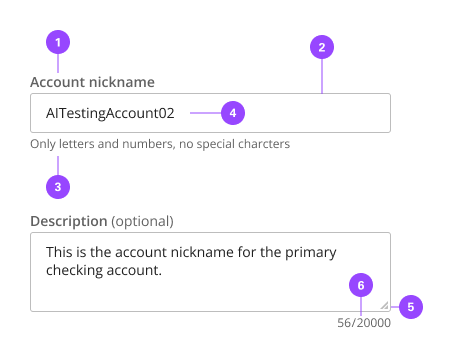 1
2
Account nickname
AITestingAccount02
4
Only letters and numbers, no special charcters
3
Description (optional)
This is the account nickname for the primary
checking account.
6
5
56/20000